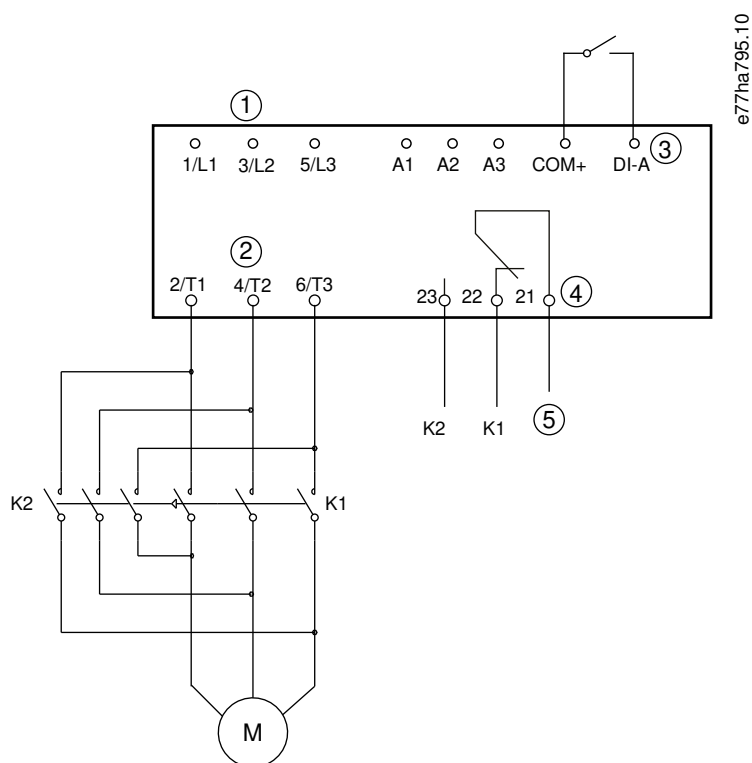 e77ha795.10
1
1/L1 3/L2 5/L3 A1 A2 A3 COM+ DI-A 3
2
2/T1 4/T2 6/T3 23 22 21 4
K2 K1 5
K2 K1
M